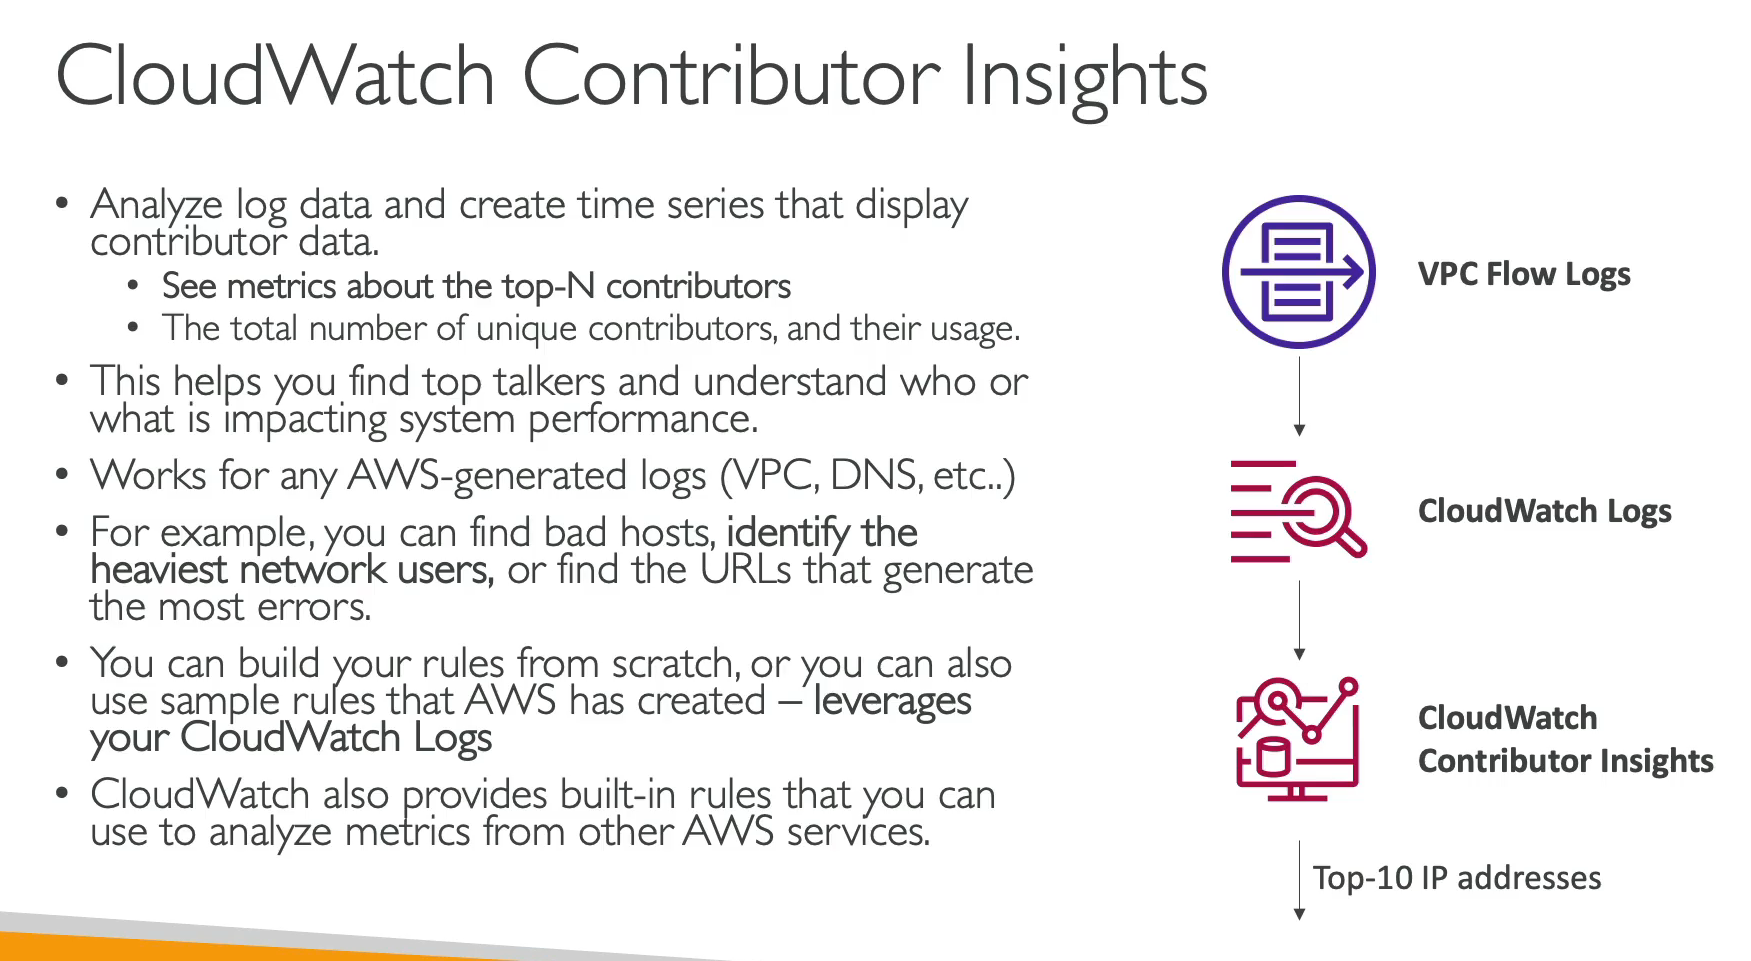 CloudWatch Contributor Insights
• Analyze log data and create time series that display
contributor data.
• See metrics about the top-N contributors
• The total number of unique contributors, and their usage.
• This helps you find top talkers and understand who or
what is impacting system performance.
• Works for any AWS-generated logs (VPC, DNS, etc..)
• For example, you can find bad hosts, identify the
heaviest network users, or find the URLs that generate
the most errors.
• You can build your rules from scratch, or you can also
use sample rules that AWS has created – leverages
your CloudWatch Logs
• CloudWatch also provides built-in rules that you can
use to analyze metrics from other AWS services.
VPC Flow Logs
CloudWatch Logs
CloudWatch
Contributor Insights
Top-10 IP addresses